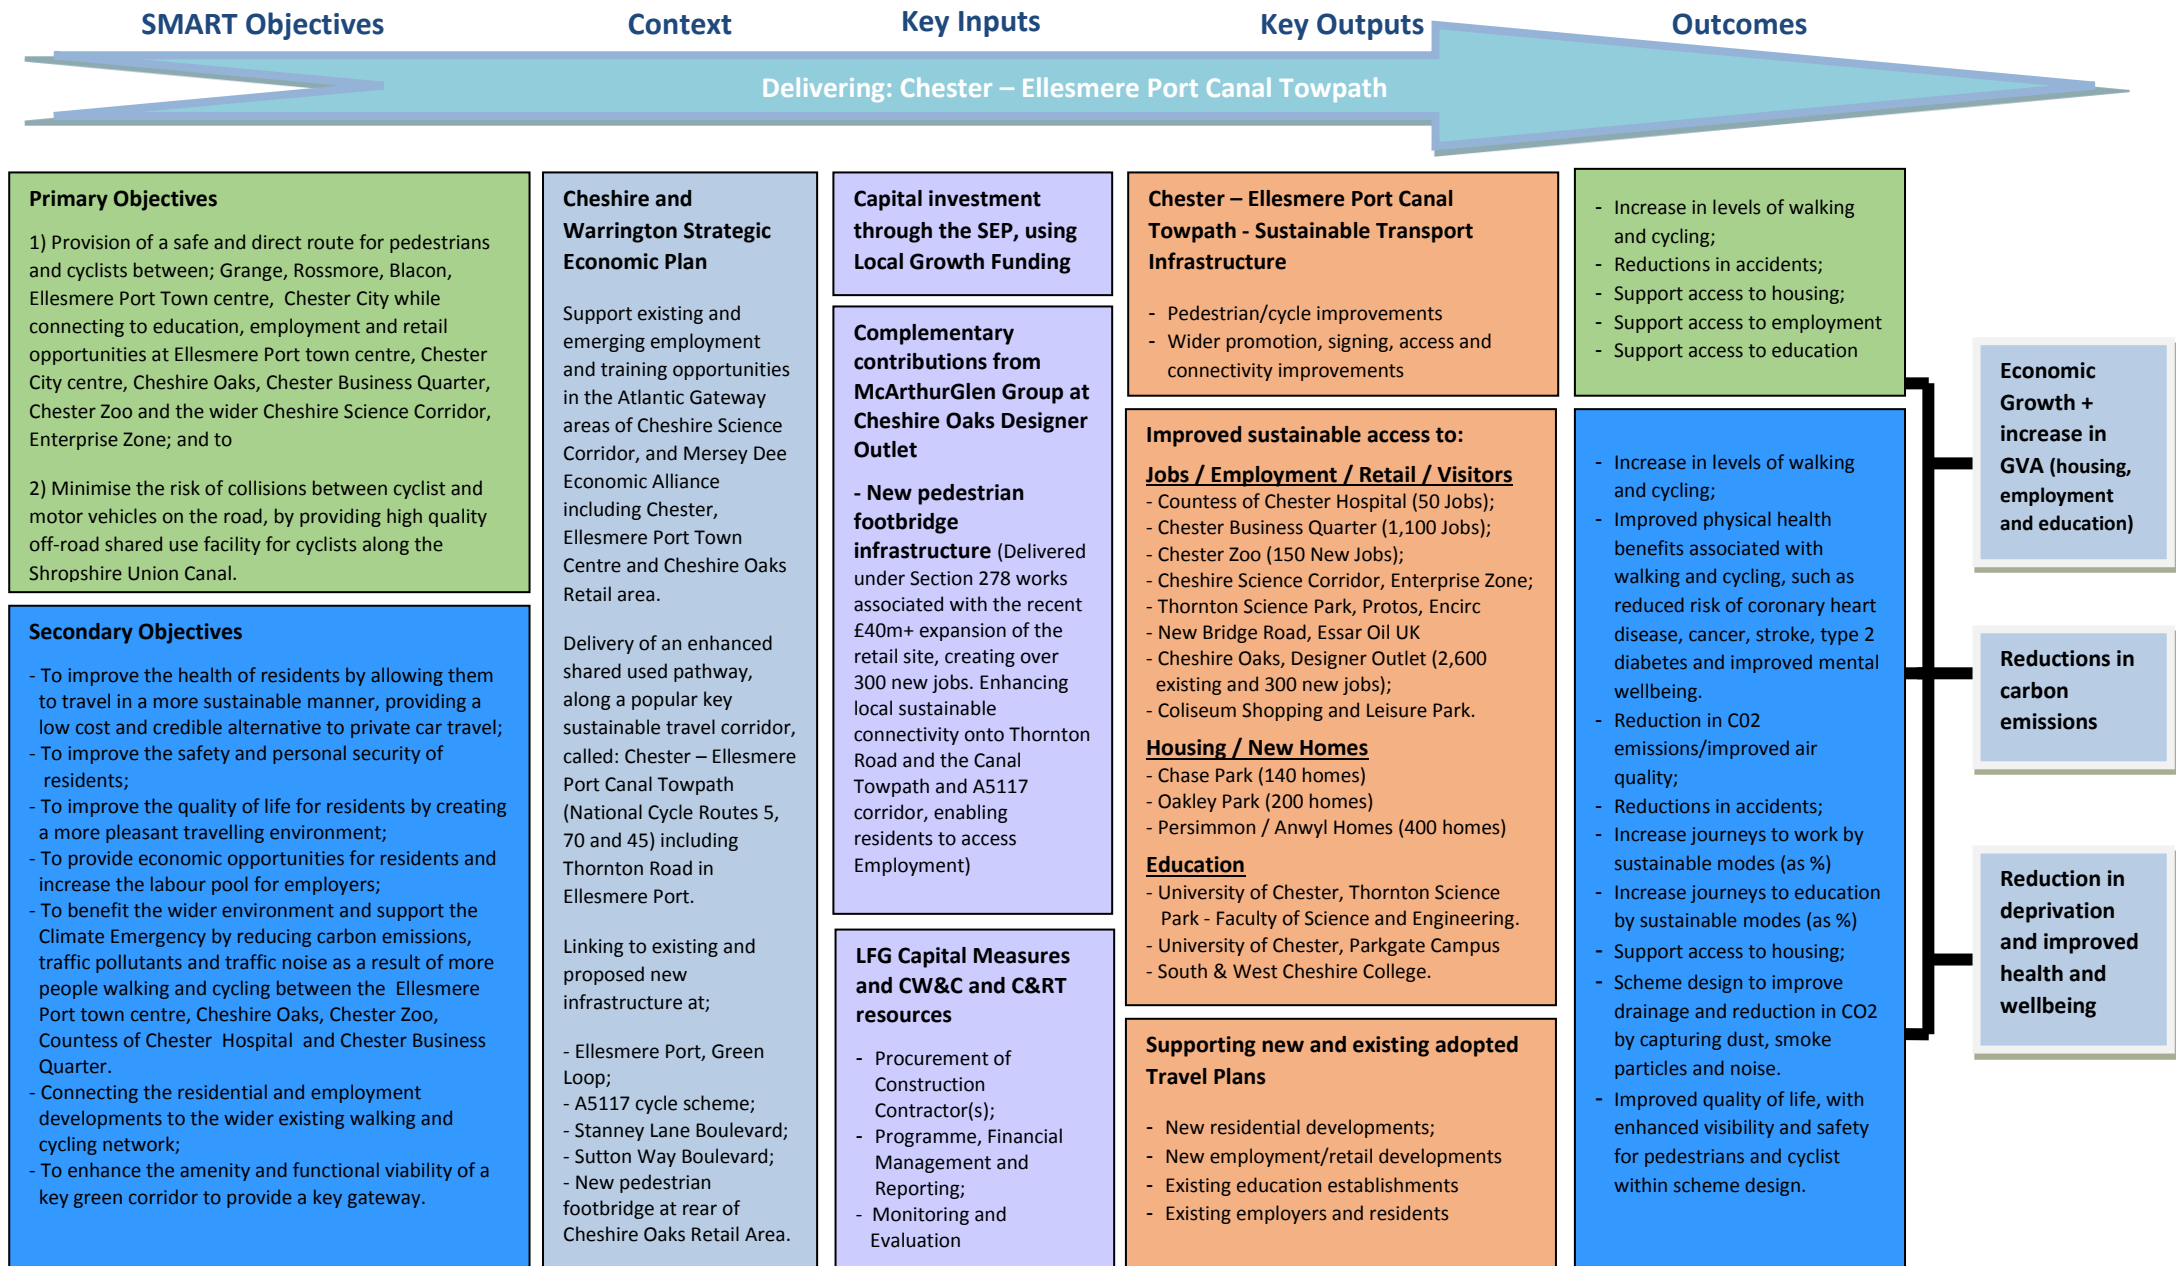 SMART Objectives
Context
Key Inputs
Key Outputs
Outcomes
Delivering: Chester – Ellesmere Port Canal Towpath
Primary Objectives
1) Provision of a safe and direct route for pedestrians
and cyclists between; Grange, Rossmore, Blacon,
Ellesmere Port Town centre, Chester City while
connecting to education, employment and retail
opportunities at Ellesmere Port town centre, Chester
City centre, Cheshire Oaks, Chester Business Quarter,
Chester Zoo and the wider Cheshire Science Corridor,
Enterprise Zone; and to
2) Minimise the risk of collisions between cyclist and
motor vehicles on the road, by providing high quality
off-road shared use facility for cyclists along the
Shropshire Union Canal.
Secondary Objectives
- To improve the health of residents by allowing them
to travel in a more sustainable manner, providing a
low cost and credible alternative to private car travel;
- To improve the safety and personal security of
residents;
- To improve the quality of life for residents by creating
a more pleasant travelling environment;
- To provide economic opportunities for residents and
increase the labour pool for employers;
- To benefit the wider environment and support the
Climate Emergency by reducing carbon emissions,
traffic pollutants and traffic noise as a result of more
people walking and cycling between the Ellesmere
Port town centre, Cheshire Oaks, Chester Zoo,
Countess of Chester Hospital and Chester Business
Quarter.
- Connecting the residential and employment
developments to the wider existing walking and
cycling network;
- To enhance the amenity and functional viability of a
key green corridor to provide a key gateway.
Cheshire and
Warrington Strategic
Economic Plan
Support existing and
emerging employment
and training opportunities
in the Atlantic Gateway
areas of Cheshire Science
Corridor, and Mersey Dee
Economic Alliance
including Chester,
Ellesmere Port Town
Centre and Cheshire Oaks
Retail area.
Delivery of an enhanced
shared used pathway,
along a popular key
sustainable travel corridor,
called: Chester – Ellesmere
Port Canal Towpath
(National Cycle Routes 5,
70 and 45) including
Thornton Road in
Ellesmere Port.
Linking to existing and
proposed new
infrastructure at;
- Ellesmere Port, Green
Loop;
- A5117 cycle scheme;
- Stanney Lane Boulevard;
- Sutton Way Boulevard;
- New pedestrian
footbridge at rear of
Cheshire Oaks Retail Area.
Capital investment
through the SEP, using
Local Growth Funding
Complementary
contributions from
McArthurGlen Group at
Cheshire Oaks Designer
Outlet
- New pedestrian
footbridge
infrastructure (Delivered
under Section 278 works
associated with the recent
£40m+ expansion of the
retail site, creating over
300 new jobs. Enhancing
local sustainable
connectivity onto Thornton
Road and the Canal
Towpath and A5117
corridor, enabling
residents to access
Employment)
LFG Capital Measures
and CW&C and C&RT
resources
- Procurement of
Construction
Contractor(s);
- Programme, Financial
Management and
Reporting;
- Monitoring and
Evaluation
Chester – Ellesmere Port Canal
Towpath - Sustainable Transport
Infrastructure
- Pedestrian/cycle improvements
- Wider promotion, signing, access and
connectivity improvements
Improved sustainable access to:
Jobs / Employment / Retail / Visitors
- Countess of Chester Hospital (50 Jobs);
- Chester Business Quarter (1,100 Jobs);
- Chester Zoo (150 New Jobs);
- Cheshire Science Corridor, Enterprise Zone;
- Thornton Science Park, Protos, Encirc
- New Bridge Road, Essar Oil UK
- Cheshire Oaks, Designer Outlet (2,600
existing and 300 new jobs);
- Coliseum Shopping and Leisure Park.
Housing / New Homes
- Chase Park (140 homes)
- Oakley Park (200 homes)
- Persimmon / Anwyl Homes (400 homes)
Education
- University of Chester, Thornton Science
Park - Faculty of Science and Engineering.
- University of Chester, Parkgate Campus
- South & West Cheshire College.
Supporting new and existing adopted
Travel Plans
- New residential developments;
- New employment/retail developments
- Existing education establishments
- Existing employers and residents
- Increase in levels of walking
and cycling;
- Reductions in accidents;
- Support access to housing;
- Support access to employment
- Support access to education
- Increase in levels of walking
and cycling;
- Improved physical health
benefits associated with
walking and cycling, such as
reduced risk of coronary heart
disease, cancer, stroke, type 2
diabetes and improved mental
wellbeing.
- Reduction in C02
emissions/improved air
quality;
- Reductions in accidents;
- Increase journeys to work by
sustainable modes (as %)
- Increase journeys to education
by sustainable modes (as %)
- Support access to housing;
- Scheme design to improve
drainage and reduction in CO2
by capturing dust, smoke
particles and noise.
- Improved quality of life, with
enhanced visibility and safety
for pedestrians and cyclist
within scheme design.
Economic
Growth +
increase in
GVA (housing,
employment
and education)
Reductions in
carbon
emissions
Reduction in
deprivation
and improved
health and
wellbeing